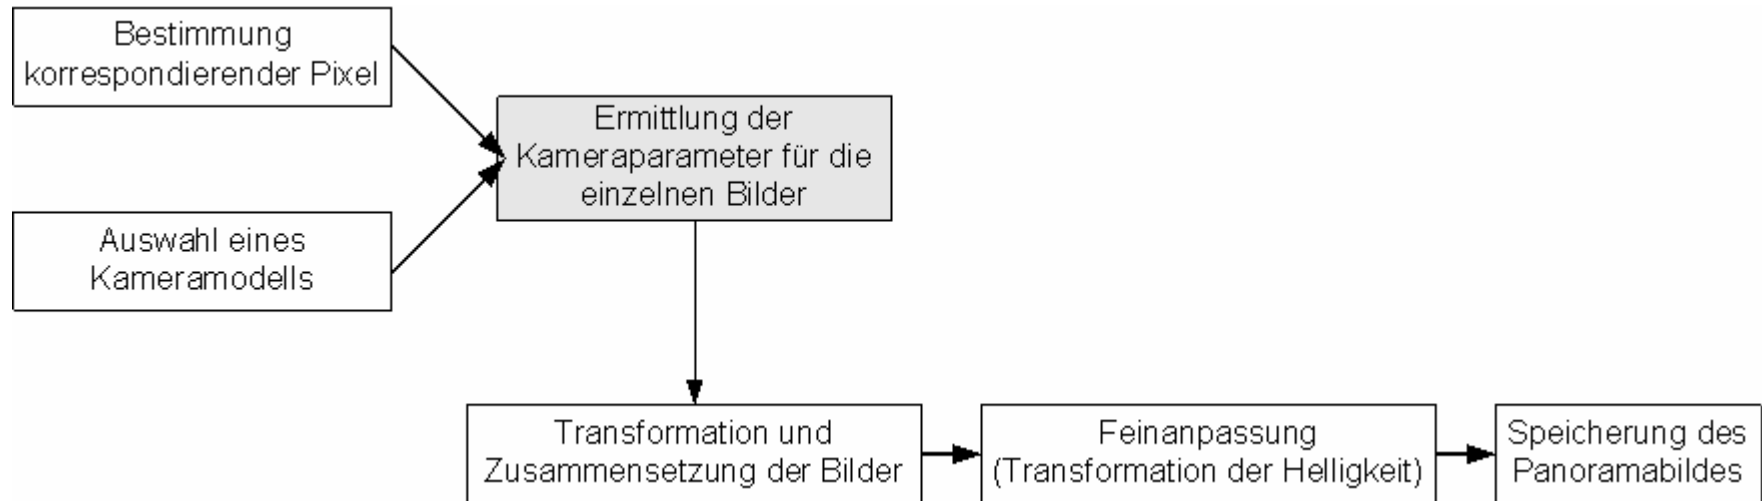 Bestimmung
korrespondierender Pixel
Ermittlung der
Kameraparameter für die
einzelnen Bilder
Auswahl eines
Kameramodells
Transformation und
Zusammensetzung der Bilder
Feinanpassung
(Transformation der Helligkeit)
Speicherung des
Panoramabildes